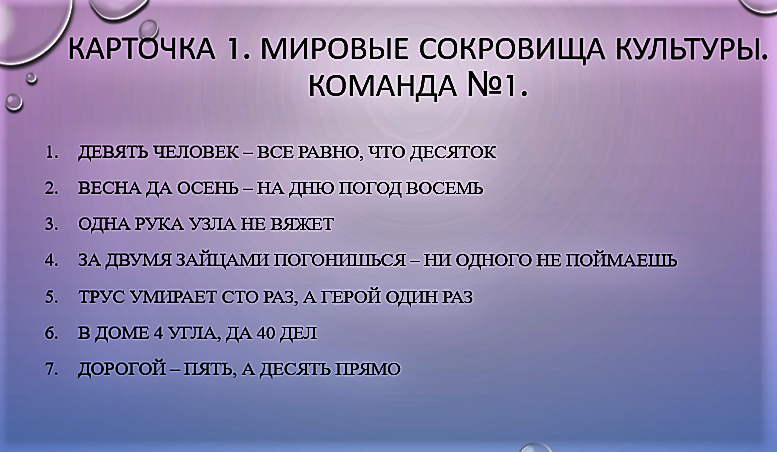 КАРТОЧКА 1. МИРОВЫЕ СОКРОВИЩА КУЛЬТУРЫ.
КОМАНДА №1.
1. ДЕВЯТЬ ЧЕЛОВЕК – ВСЕ РАВНО, ЧТО ДЕСЯТОК
2. ВЕСНА ДА ОСЕНЬ – НА ДНЮ ПОГОД ВОСЕМЬ
3. ОДНА РУКА УЗЛА НЕ ВЯЖЕТ
4. ЗА ДВУМЯ ЗАЙЦАМИ ПОГОНИШЬСЯ – НИ ОДНОГО НЕ ПОЙМАЕШЬ
5. ТРУС УМИРАЕТ СТО РАЗ, А ГЕРОЙ ОДИН РАЗ
6. В ДОМЕ 4 УГЛА, ДА 40 ДЕЛ
7. ДОРОГОЙ – ПЯТЬ, А ДЕСЯТЬ ПРЯМО